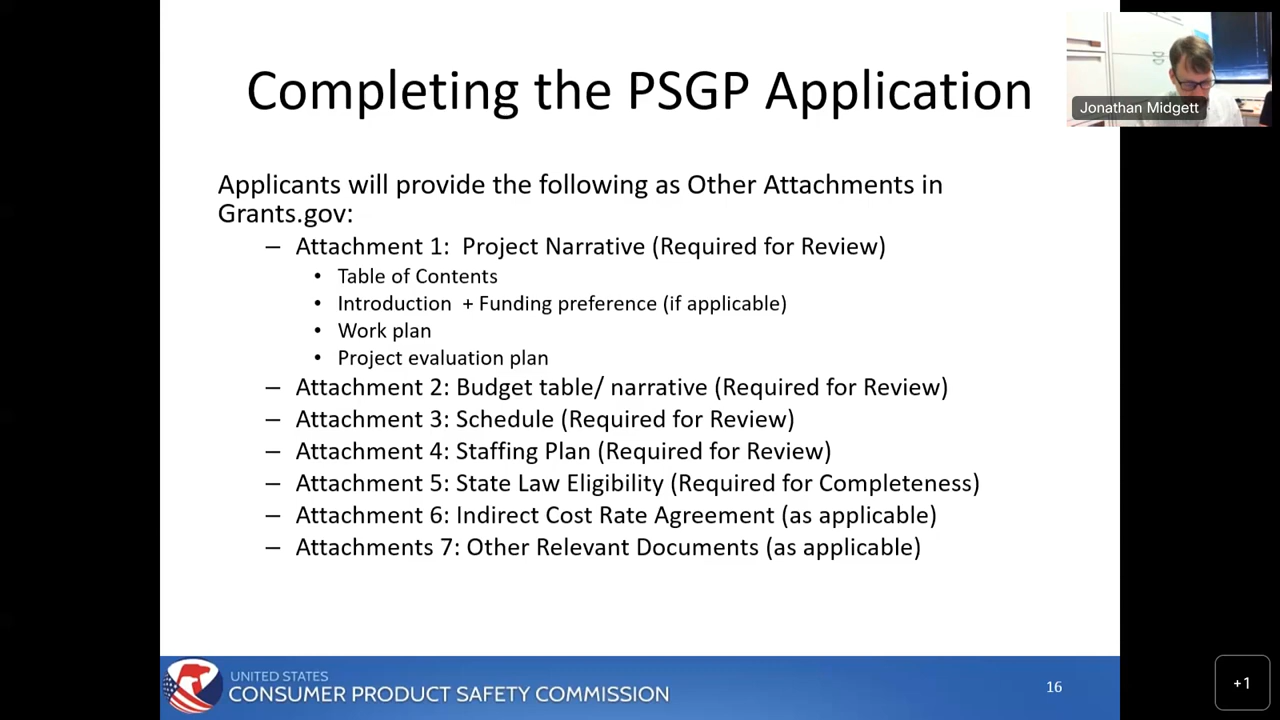 Completing the PSGP Application
Jonathan Midgett
Applicants will provide the following as Other Attachments in
Grants.gov:
– Attachment 1:  Project Narrative (Required for Review)
• Table of Contents
• Introduction  + Funding preference (if applicable)
• Work plan
• Project evaluation plan
– Attachment 2: Budget table/ narrative (Required for Review)
– Attachment 3: Schedule (Required for Review)
– Attachment 4: Staffing Plan (Required for Review)
– Attachment 5: State Law Eligibility (Required for Completeness)
– Attachment 6: Indirect Cost Rate Agreement (as applicable)
– Attachments 7: Other Relevant Documents (as applicable)
UNITED STATES
CONSUMER PRODUCT SAFETY COMMISSION
16
+1